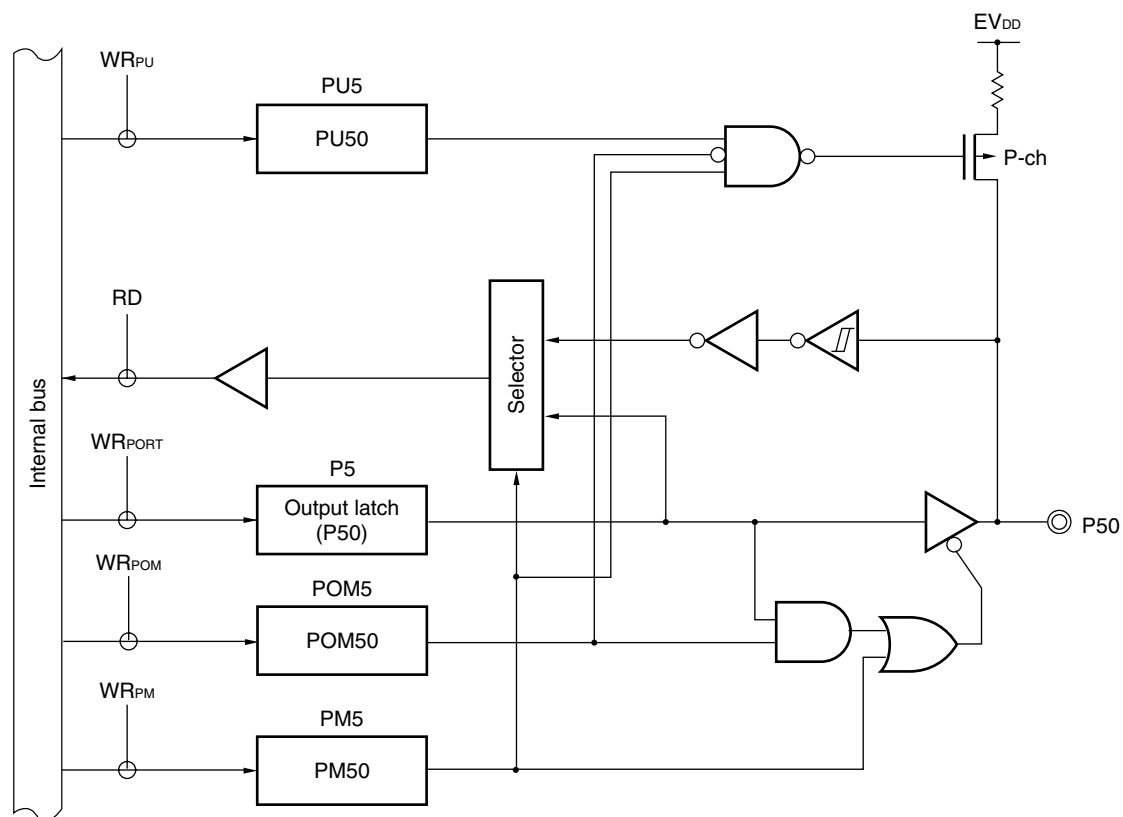 EVDD
WRPU
PU5
PU50
P-ch
RD
Selector
Internal bus
WRPORT
P5
Output latch
(P50)
P50
WRPOM
POM5
POM50
WRPM
PM5
PM50